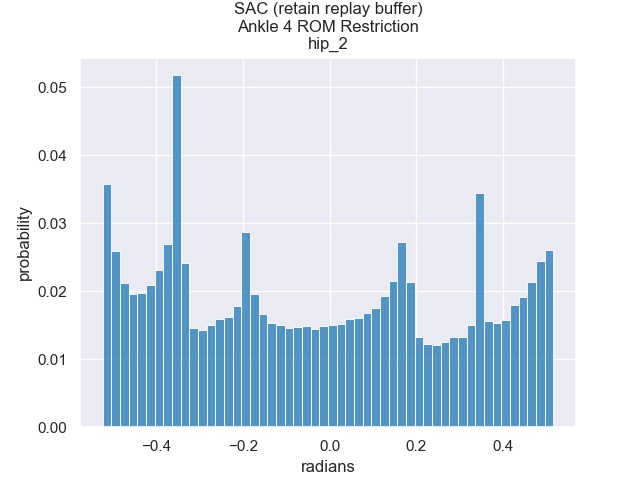 SAC (retain replay buffer)
Ankle 4 ROM Restriction
hip_2
0.05
0.04
0.03
0.02
0.01
0.00
probability
−0.4 −0.2 0.0 0.2 0.4
radians